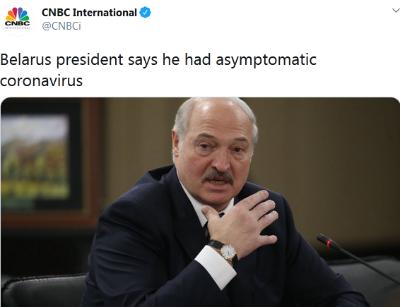 CNBC International
CNBC
@CNBCi
Belarus president says he had asymptomatic
coronavirus